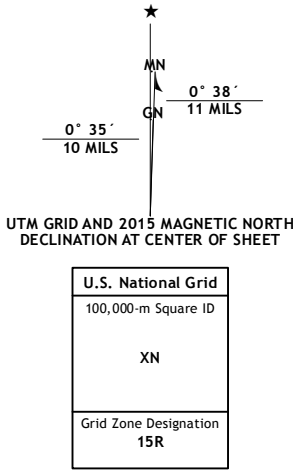 ★
MN
0° 38´
11 MILS
GN
0° 35´
10 MILS
UTM GRID AND 2015 MAGNETIC NORTH
DECLINATION AT CENTER OF SHEET
U.S. National Grid
100,000-m Square ID
XN
Grid Zone Designation
15R